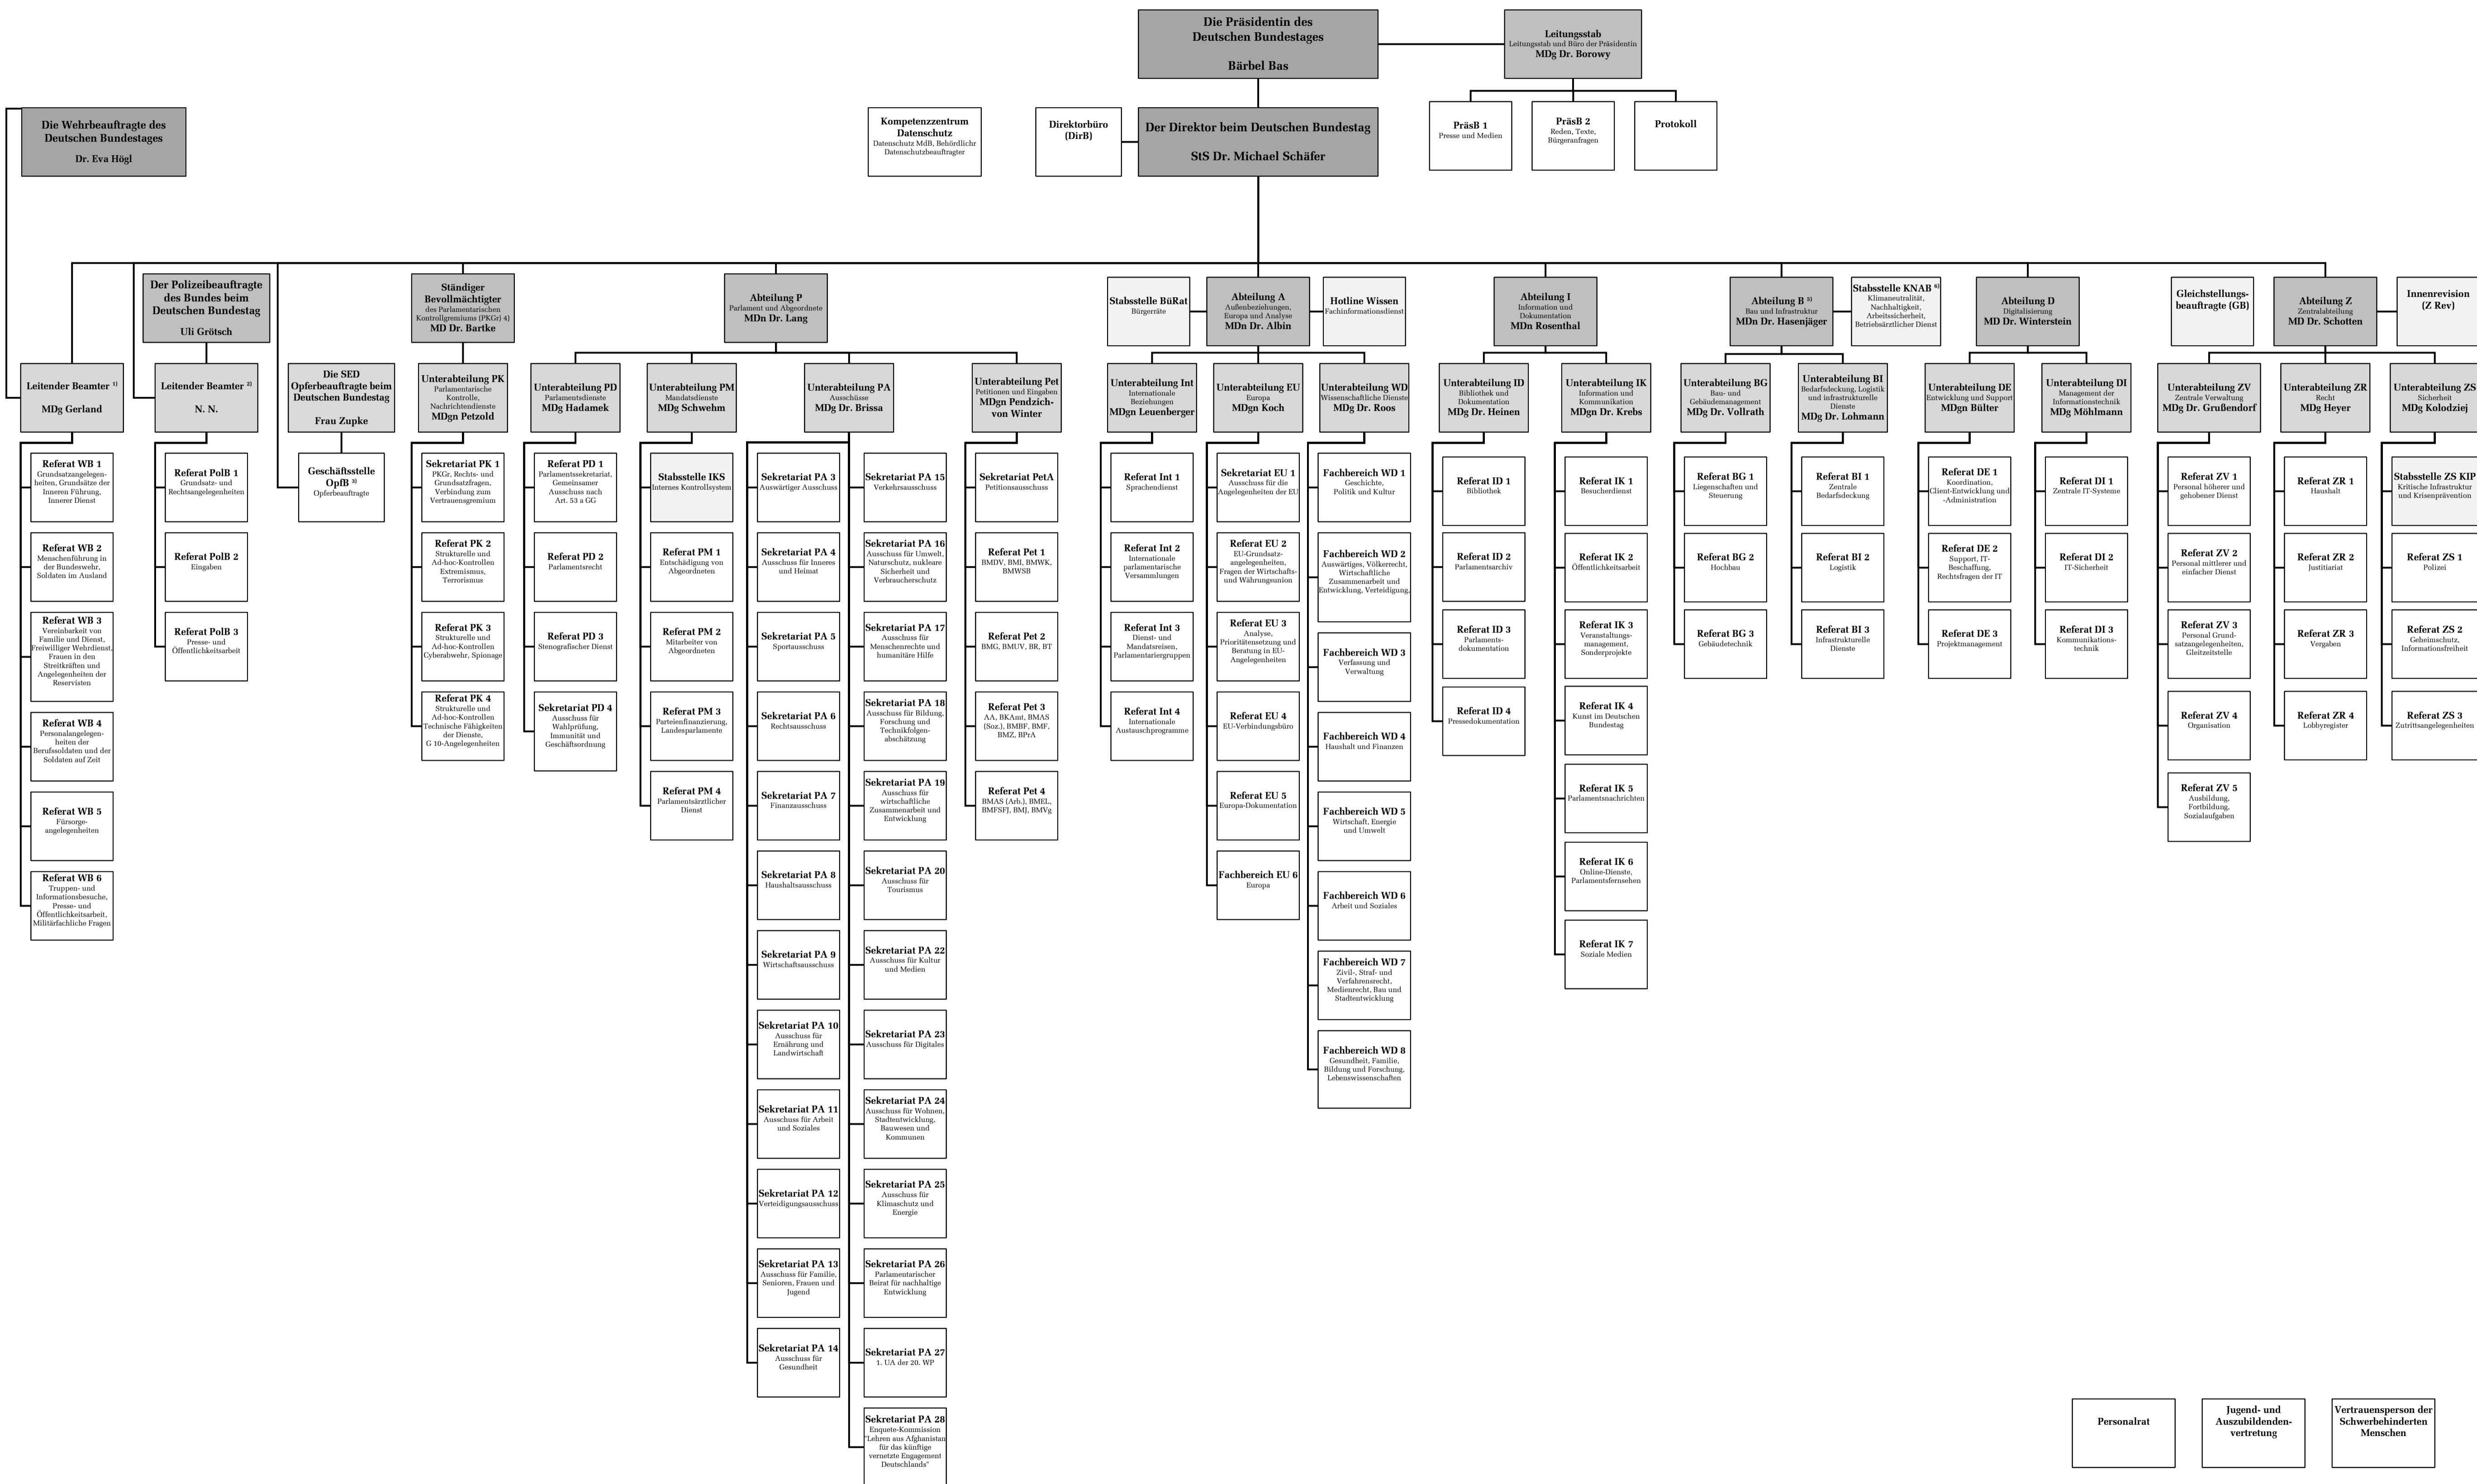 Die Präsidentin des
Deutschen Bundestages
Bärbel Bas
Leitungsstab
Leitungsstab und Büro der Präsidentin
MDg Dr. Borowy
Die Wehrbeauftragte des
Deutschen Bundestages
Dr. Eva Högl
Kompetenzzentrum
Datenschutz
Datenschutz MdB, Behördlichr
Datenschutzbeauftragter
Direktorbüro
(DirB)
Der Direktor beim Deutschen Bundestag
StS Dr. Michael Schäfer
PräsB 1
Presse und Medien
PräsB 2
Reden, Texte,
Bürgeranfragen
Protokoll
Der Polizeibeauftragte
des Bundes beim
Deutschen Bundestag
Uli Grötsch
Ständiger
Bevollmächtigter
des Parlamentarischen
Kontrollgremiums (PKGr) 4)
MD Dr. Bartke
Abteilung P
Parlament und Abgeordnete
MDn Dr. Lang
Stabsstelle BüRat
Bürgerräte
Abteilung A
Außenbeziehungen,
Europa und Analyse
MDn Dr. Albin
Hotline Wissen
Fachinformationsdienst
Abteilung I
Information und
Dokumentation
MDn Rosenthal
Abteilung B 5)
Bau und Infrastruktur
MDn Dr. Hasenjäger
Stabsstelle KNAB 6)
Klimaneutralität,
Nachhaltigkeit,
Arbeitssicherheit,
Betriebsärztlicher Dienst
Abteilung D
Digitalisierung
MD Dr. Winterstein
Gleichstellungs-
beauftragte (GB)
Abteilung Z
Zentralabteilung
MD Dr. Schotten
Innenrevision
(Z Rev)
Leitender Beamter 1)
MDg Gerland
Leitender Beamter 2)
N. N.
Die SED
Opferbeauftragte beim
Deutschen Bundestag
Frau Zupke
Unterabteilung PK
Parlamentarische
Kontrolle,
Nachrichtendienste
MDgn Petzold
Unterabteilung PD
Parlamentsdienste
MDg Hadamek
Unterabteilung PM
Mandatsdienste
MDg Schwehm
Unterabteilung PA
Ausschüsse
MDg Dr. Brissa
Unterabteilung Pet
Petitionen und Eingaben
MDgn Pendzich-
von Winter
Unterabteilung Int
Internationale
Beziehungen
MDgn Leuenberger
Unterabteilung EU
Europa
MDgn Koch
Unterabteilung WD
Wissenschaftliche Dienste
MDg Dr. Roos
Unterabteilung ID
Bibliothek und
Dokumentation
MDg Dr. Heinen
Unterabteilung IK
Information und
Kommunikation
MDgn Dr. Krebs
Unterabteilung BG
Bau- und
Gebäudemanagement
MDg Dr. Vollrath
Unterabteilung BI
Bedarfsdeckung, Logistik
und infrastrukturelle
Dienste
MDg Dr. Lohmann
Unterabteilung DE
Entwicklung und Support
MDgn Bülter
Unterabteilung DI
Management der
Informationstechnik
MDg Möhlmann
Unterabteilung ZV
Zentrale Verwaltung
MDg Dr. Grußendorf
Unterabteilung ZR
Recht
MDg Heyer
Unterabteilung ZS
Sicherheit
MDg Kolodziej
Referat WB 1
Grundsatzangelegen-
heiten, Grundsätze der
Inneren Führung,
Innerer Dienst
Referat WB 2
Menschenführung in
der Bundeswehr,
Soldaten im Ausland
Referat WB 3
Vereinbarkeit von
Familie und Dienst,
Freiwilliger Wehrdienst,
Frauen in den
Streitkräften und
Angelegenheiten der
Reservisten
Referat WB 4
Personalangelegen-
heiten der
Berufssoldaten und der
Soldaten auf Zeit
Referat WB 5
Fürsorge-
angelegenheiten
Referat WB 6
Truppen- und
Informationsbesuche,
Presse- und
Öffentlichkeitsarbeit,
Militärfachliche Fragen
Referat PolB 1
Grundsatz- und
Rechtsangelegenheiten
Referat PolB 2
Eingaben
Referat PolB 3
Presse- und
Öffentlichkeitsarbeit
Geschäftsstelle
OpfB 3)
Opferbeauftragte
Sekretariat PK 1
PKGr, Rechts- und
Grundsatzfragen,
Verbindung zum
Vertrauensgremium
Referat PK 2
Strukturelle und
Ad-hoc-Kontrollen
Extremismus,
Terrorismus
Referat PK 3
Strukturelle und
Ad-hoc-Kontrollen
Cyberabwehr, Spionage
Referat PK 4
Strukturelle und
Ad-hoc-Kontrollen
Technische Fähigkeiten
der Dienste,
G 10-Angelegenheiten
Referat PD 1
Parlamentssekretariat,
Gemeinsamer
Ausschuss nach
Art. 53 a GG
Referat PD 2
Parlamentsrecht
Referat PD 3
Stenografischer Dienst
Sekretariat PD 4
Ausschuss für
Wahlprüfung,
Immunität und
Geschäftsordnung
Stabsstelle IKS
Internes Kontrollsystem
Referat PM 1
Entschädigung von
Abgeordneten
Referat PM 2
Mitarbeiter von
Abgeordneten
Referat PM 3
Parteienfinanzierung,
Landesparlamente
Referat PM 4
Parlamentsärztlicher
Dienst
Sekretariat PA 3
Auswärtiger Ausschuss
Sekretariat PA 4
Ausschuss für Inneres
und Heimat
Sekretariat PA 5
Sportausschuss
Sekretariat PA 6
Rechtsausschuss
Sekretariat PA 7
Finanzausschuss
Sekretariat PA 8
Haushaltsausschuss
Sekretariat PA 9
Wirtschaftsausschuss
Sekretariat PA 10
Ausschuss für
Ernährung und
Landwirtschaft
Sekretariat PA 11
Ausschuss für Arbeit
und Soziales
Sekretariat PA 12
Verteidigungsausschuss
Sekretariat PA 13
Ausschuss für Familie,
Senioren, Frauen und
Jugend
Sekretariat PA 14
Ausschuss für
Gesundheit
Sekretariat PA 15
Verkehrsausschuss
Sekretariat PA 16
Ausschuss für Umwelt,
Naturschutz, nukleare
Sicherheit und
Verbraucherschutz
Sekretariat PA 17
Ausschuss für
Menschenrechte und
humanitäre Hilfe
Sekretariat PA 18
Ausschuss für Bildung,
Forschung und
Technikfolgen-
abschätzung
Sekretariat PA 19
Ausschuss für
wirtschaftliche
Zusammenarbeit und
Entwicklung
Sekretariat PA 20
Ausschuss für
Tourismus
Sekretariat PA 22
Ausschuss für Kultur
und Medien
Sekretariat PA 23
Ausschuss für Digitales
Sekretariat PA 24
Ausschuss für Wohnen,
Stadtentwicklung,
Bauwesen und
Kommunen
Sekretariat PA 25
Ausschuss für
Klimaschutz und
Energie
Sekretariat PA 26
Parlamentarischer
Beirat für nachhaltige
Entwicklung
Sekretariat PA 27
1. UA der 20. WP
Sekretariat PA 28
Enquete-Kommission
"Lehren aus Afghanistan
für das künftige
vernetzte Engagement
Deutschlands"
Sekretariat PetA
Petitionsausschuss
Referat Pet 1
BMDV, BMI, BMWK,
BMWSB
Referat Pet 2
BMG, BMUV, BR, BT
Referat Pet 3
AA, BKAmt, BMAS
(Soz.), BMBF, BMF,
BMZ, BPrA
Referat Pet 4
BMAS (Arb.), BMEL,
BMFSFJ, BMJ, BMVg
Referat Int 1
Sprachendienst
Referat Int 2
Internationale
parlamentarische
Versammlungen
Referat Int 3
Dienst- und
Mandatsreisen,
Parlamentariergruppen
Referat Int 4
Internationale
Austauschprogramme
Sekretariat EU 1
Ausschuss für die
Angelegenheiten der EU
Referat EU 2
EU-Grundsatz-
angelegenheiten,
Fragen der Wirtschafts-
und Währungsunion
Referat EU 3
Analyse,
Prioritätensetzung und
Beratung in EU-
Angelegenheiten
Referat EU 4
EU-Verbindungsbüro
Referat EU 5
Europa-Dokumentation
Fachbereich EU 6
Europa
Fachbereich WD 1
Geschichte,
Politik und Kultur
Fachbereich WD 2
Auswärtiges, Völkerrecht,
Wirtschaftliche
Zusammenarbeit und
Entwicklung, Verteidigung,
Fachbereich WD 3
Verfassung und
Verwaltung
Fachbereich WD 4
Haushalt und Finanzen
Fachbereich WD 5
Wirtschaft, Energie
und Umwelt
Fachbereich WD 6
Arbeit und Soziales
Fachbereich WD 7
Zivil-, Straf- und
Verfahrensrecht,
Medienrecht, Bau und
Stadtentwicklung
Fachbereich WD 8
Gesundheit, Familie,
Bildung und Forschung,
Lebenswissenschaften
Referat ID 1
Bibliothek
Referat ID 2
Parlamentsarchiv
Referat ID 3
Parlaments-
dokumentation
Referat ID 4
Pressedokumentation
Referat IK 1
Besucherdienst
Referat IK 2
Öffentlichkeitsarbeit
Referat IK 3
Veranstaltungs-
management,
Sonderprojekte
Referat IK 4
Kunst im Deutschen
Bundestag
Referat IK 5
Parlamentsnachrichten
Referat IK 6
Online-Dienste,
Parlamentsfernsehen
Referat IK 7
Soziale Medien
Referat BG 1
Liegenschaften und
Steuerung
Referat BG 2
Hochbau
Referat BG 3
Gebäudetechnik
Referat BI 1
Zentrale
Bedarfsdeckung
Referat BI 2
Logistik
Referat BI 3
Infrastrukturelle
Dienste
Referat DE 1
Koordination,
Client-Entwicklung und
-Administration
Referat DE 2
Support, IT-
Beschaffung,
Rechtsfragen der IT
Referat DE 3
Projektmanagement
Referat DI 1
Zentrale IT-Systeme
Referat DI 2
IT-Sicherheit
Referat DI 3
Kommunikations-
technik
Referat ZV 1
Personal höherer und
gehobener Dienst
Referat ZV 2
Personal mittlerer und
einfacher Dienst
Referat ZV 3
Personal Grund-
satzangelegenheiten,
Gleitzeitstelle
Referat ZV 4
Organisation
Referat ZV 5
Ausbildung,
Fortbildung,
Sozialaufgaben
Referat ZR 1
Haushalt
Referat ZR 2
Justitiariat
Referat ZR 3
Vergaben
Referat ZR 4
Lobbyregister
Stabsstelle ZS KIP
Kritische Infrastruktur
und Krisenprävention
Referat ZS 1
Polizei
Referat ZS 2
Geheimschutz,
Informationsfreiheit
Referat ZS 3
Zutrittsangelegenheiten
Personalrat
Jugend- und
Auszubildenden-
vertretung
Vertrauensperson der
Schwerbehinderten
Menschen